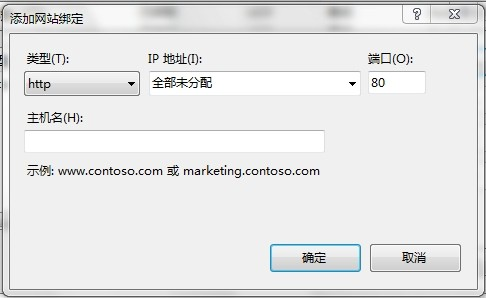 添加网站绑定
类型(T): IP 地址(I): 端口(O):
http 全部未分配 80
主机名(H):
示例: www.contoso.com 或 marketing.contoso.com
确定 取消